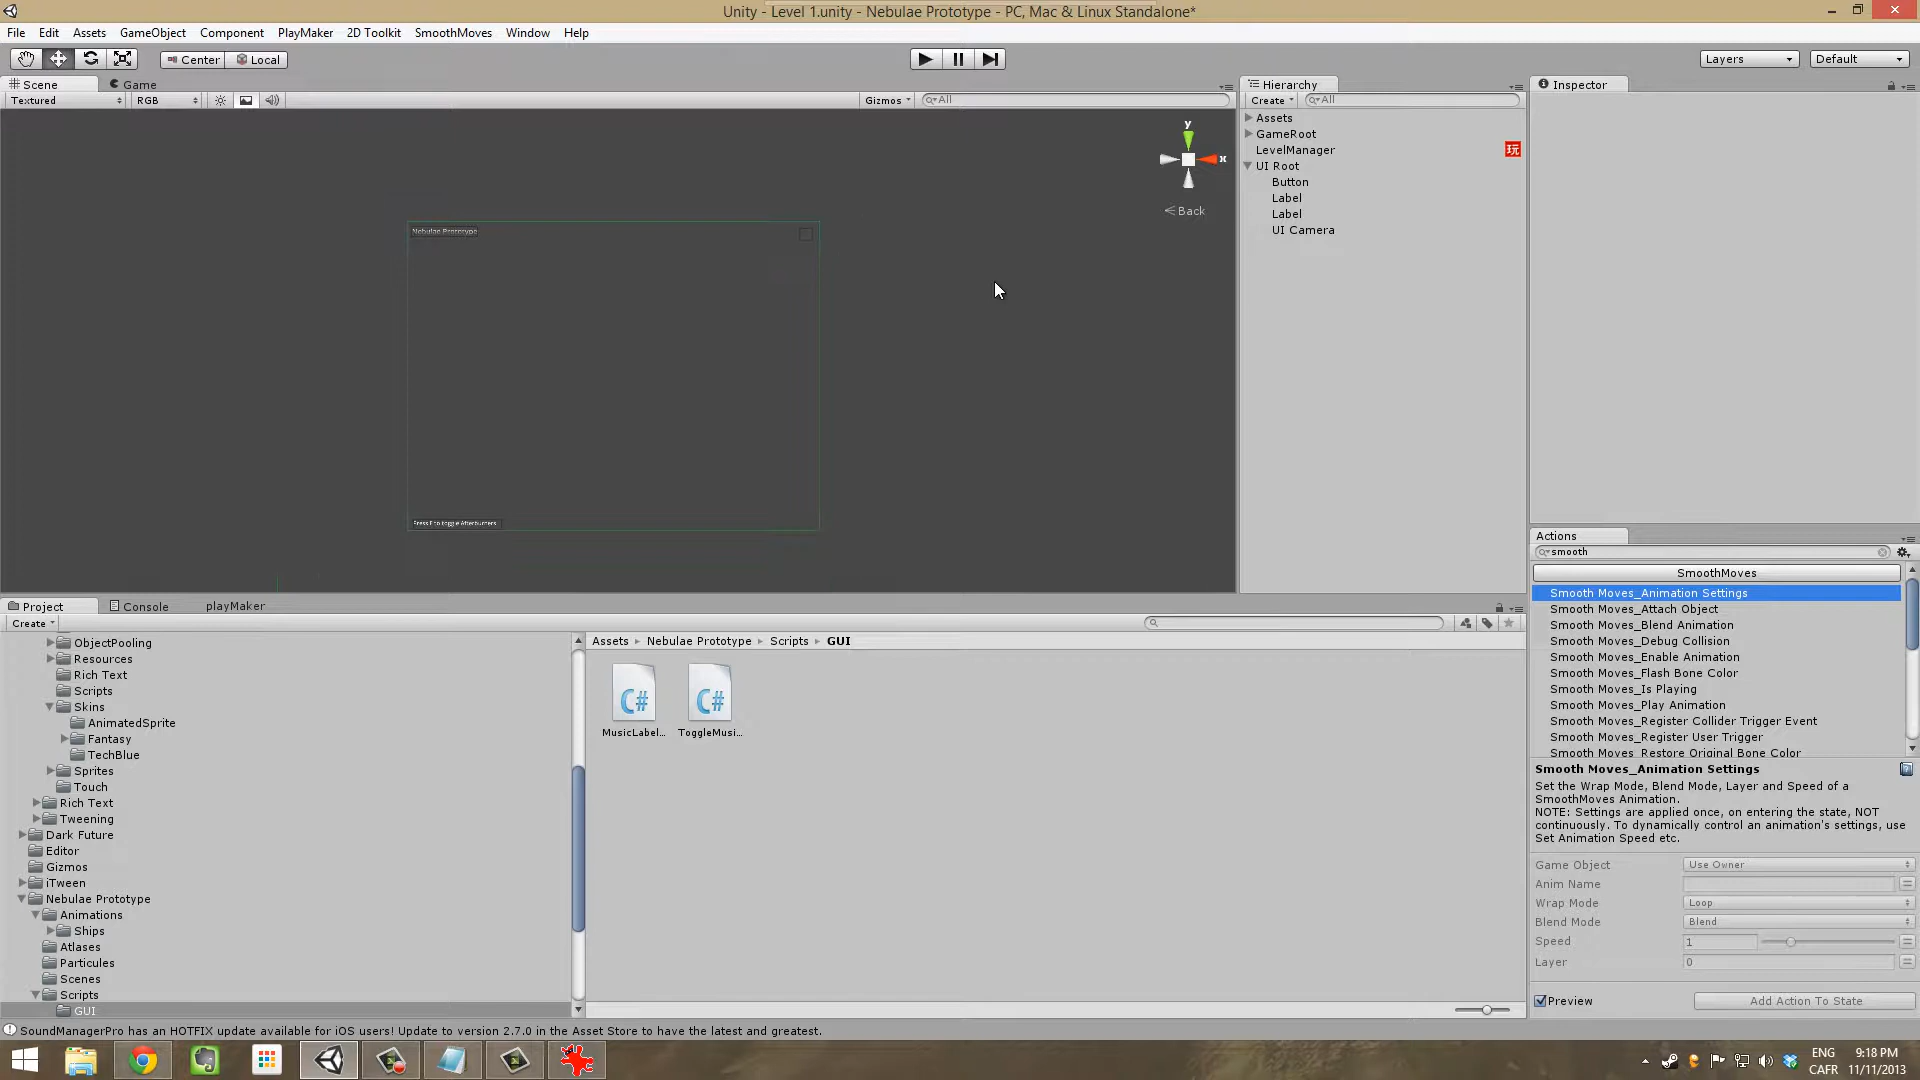 Unity - Level 1.unity - Nebulae Prototype - PC, Mac & Linux Standalone*
File Edit Assets GameObject Component PlayMaker 2D Toolkit SmoothMoves Window Help
Center Local Layers Default
Scene Game
Textured RGB Gizmos All
y
x
Back
Nebulae Prototype
Press F to toggle Afterburners
Hierarchy
Create All
Assets
GameRoot
LevelManager 玩
UI Root
Button
Label
Label
UI Camera
Inspector
Actions
smooth
SmoothMoves
Smooth Moves_Animation Settings
Smooth Moves_Attach Object
Smooth Moves_Blend Animation
Smooth Moves_Debug Collision
Smooth Moves_Enable Animation
Smooth Moves_Flash Bone Color
Smooth Moves_Is Playing
Smooth Moves_Play Animation
Smooth Moves_Register Collider Trigger Event
Smooth Moves_Register User Trigger
Smooth Moves_Restore Original Bone Color
Smooth Moves_Animation Settings
Set the Wrap Mode, Blend Mode, Layer and Speed of a
SmoothMoves Animation.
NOTE: Settings are applied once, on entering the state, NOT
continuously. To dynamically control an animation's settings, use
Set Animation Speed etc.
Game Object Use Owner
Anim Name
Wrap Mode Loop
Blend Mode Blend
Speed 1
Layer 0
Preview Add Action To State
Project Console playMaker
Create
ObjectPooling
Resources
Rich Text
Scripts
Skins
AnimatedSprite
Fantasy
TechBlue
Sprites
Touch
Rich Text
Tweening
Dark Future
Editor
Gizmos
iTween
Nebulae Prototype
Animations
Ships
Atlases
Particules
Scenes
Scripts
GUI
Assets Nebulae Prototype Scripts GUI
C# C#
MusicLabel... ToggleMusi...
SoundManagerPro has an HOTFIX update available for iOS users! Update to version 2.7.0 in the Asset Store to have the latest and greatest.
ENG 9:18 PM
CAFR 11/11/2013